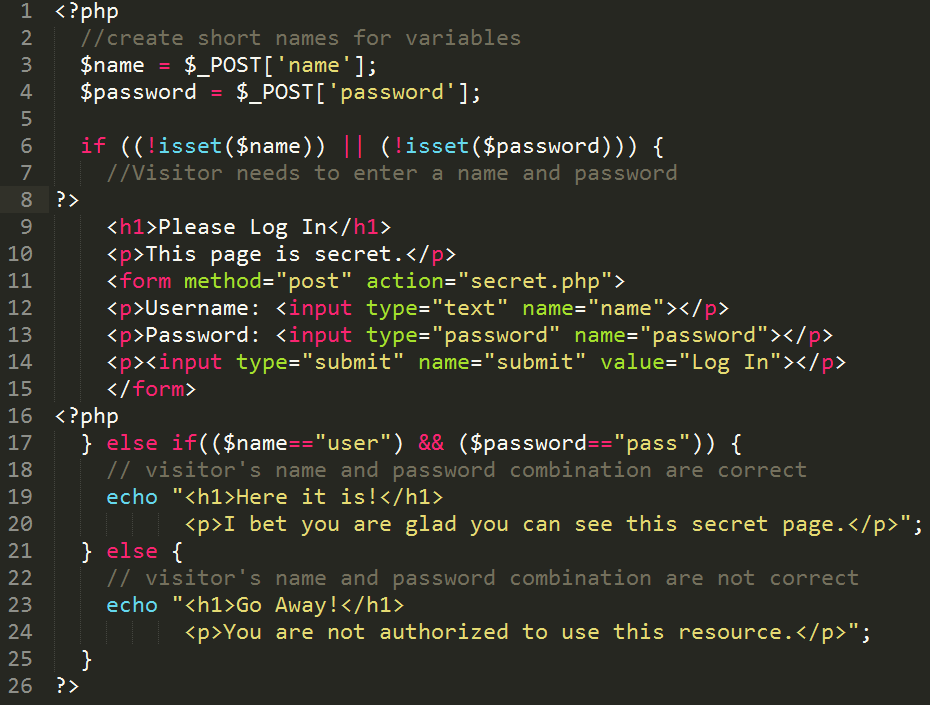 1 <?php
2 //create short names for variables
3 $name = $_POST['name'];
4 $password = $_POST['password'];
5
6 if ((!isset($name)) || (!isset($password))) {
7 //Visitor needs to enter a name and password
8 ?>
9 <h1>Please Log In</h1>
10 <p>This page is secret.</p>
11 <form method="post" action="secret.php">
12 <p>Username: <input type="text" name="name"></p>
13 <p>Password: <input type="password" name="password"></p>
14 <p><input type="submit" name="submit" value="Log In"></p>
15 </form>
16 <?php
17 } else if(($name=="user") && ($password=="pass")) {
18 // visitor's name and password combination are correct
19 echo "<h1>Here it is!</h1>
20 <p>I bet you are glad you can see this secret page.</p>";
21 } else {
22 // visitor's name and password combination are not correct
23 echo "<h1>Go Away!</h1>
24 <p>You are not authorized to use this resource.</p>";
25 }
26 ?>